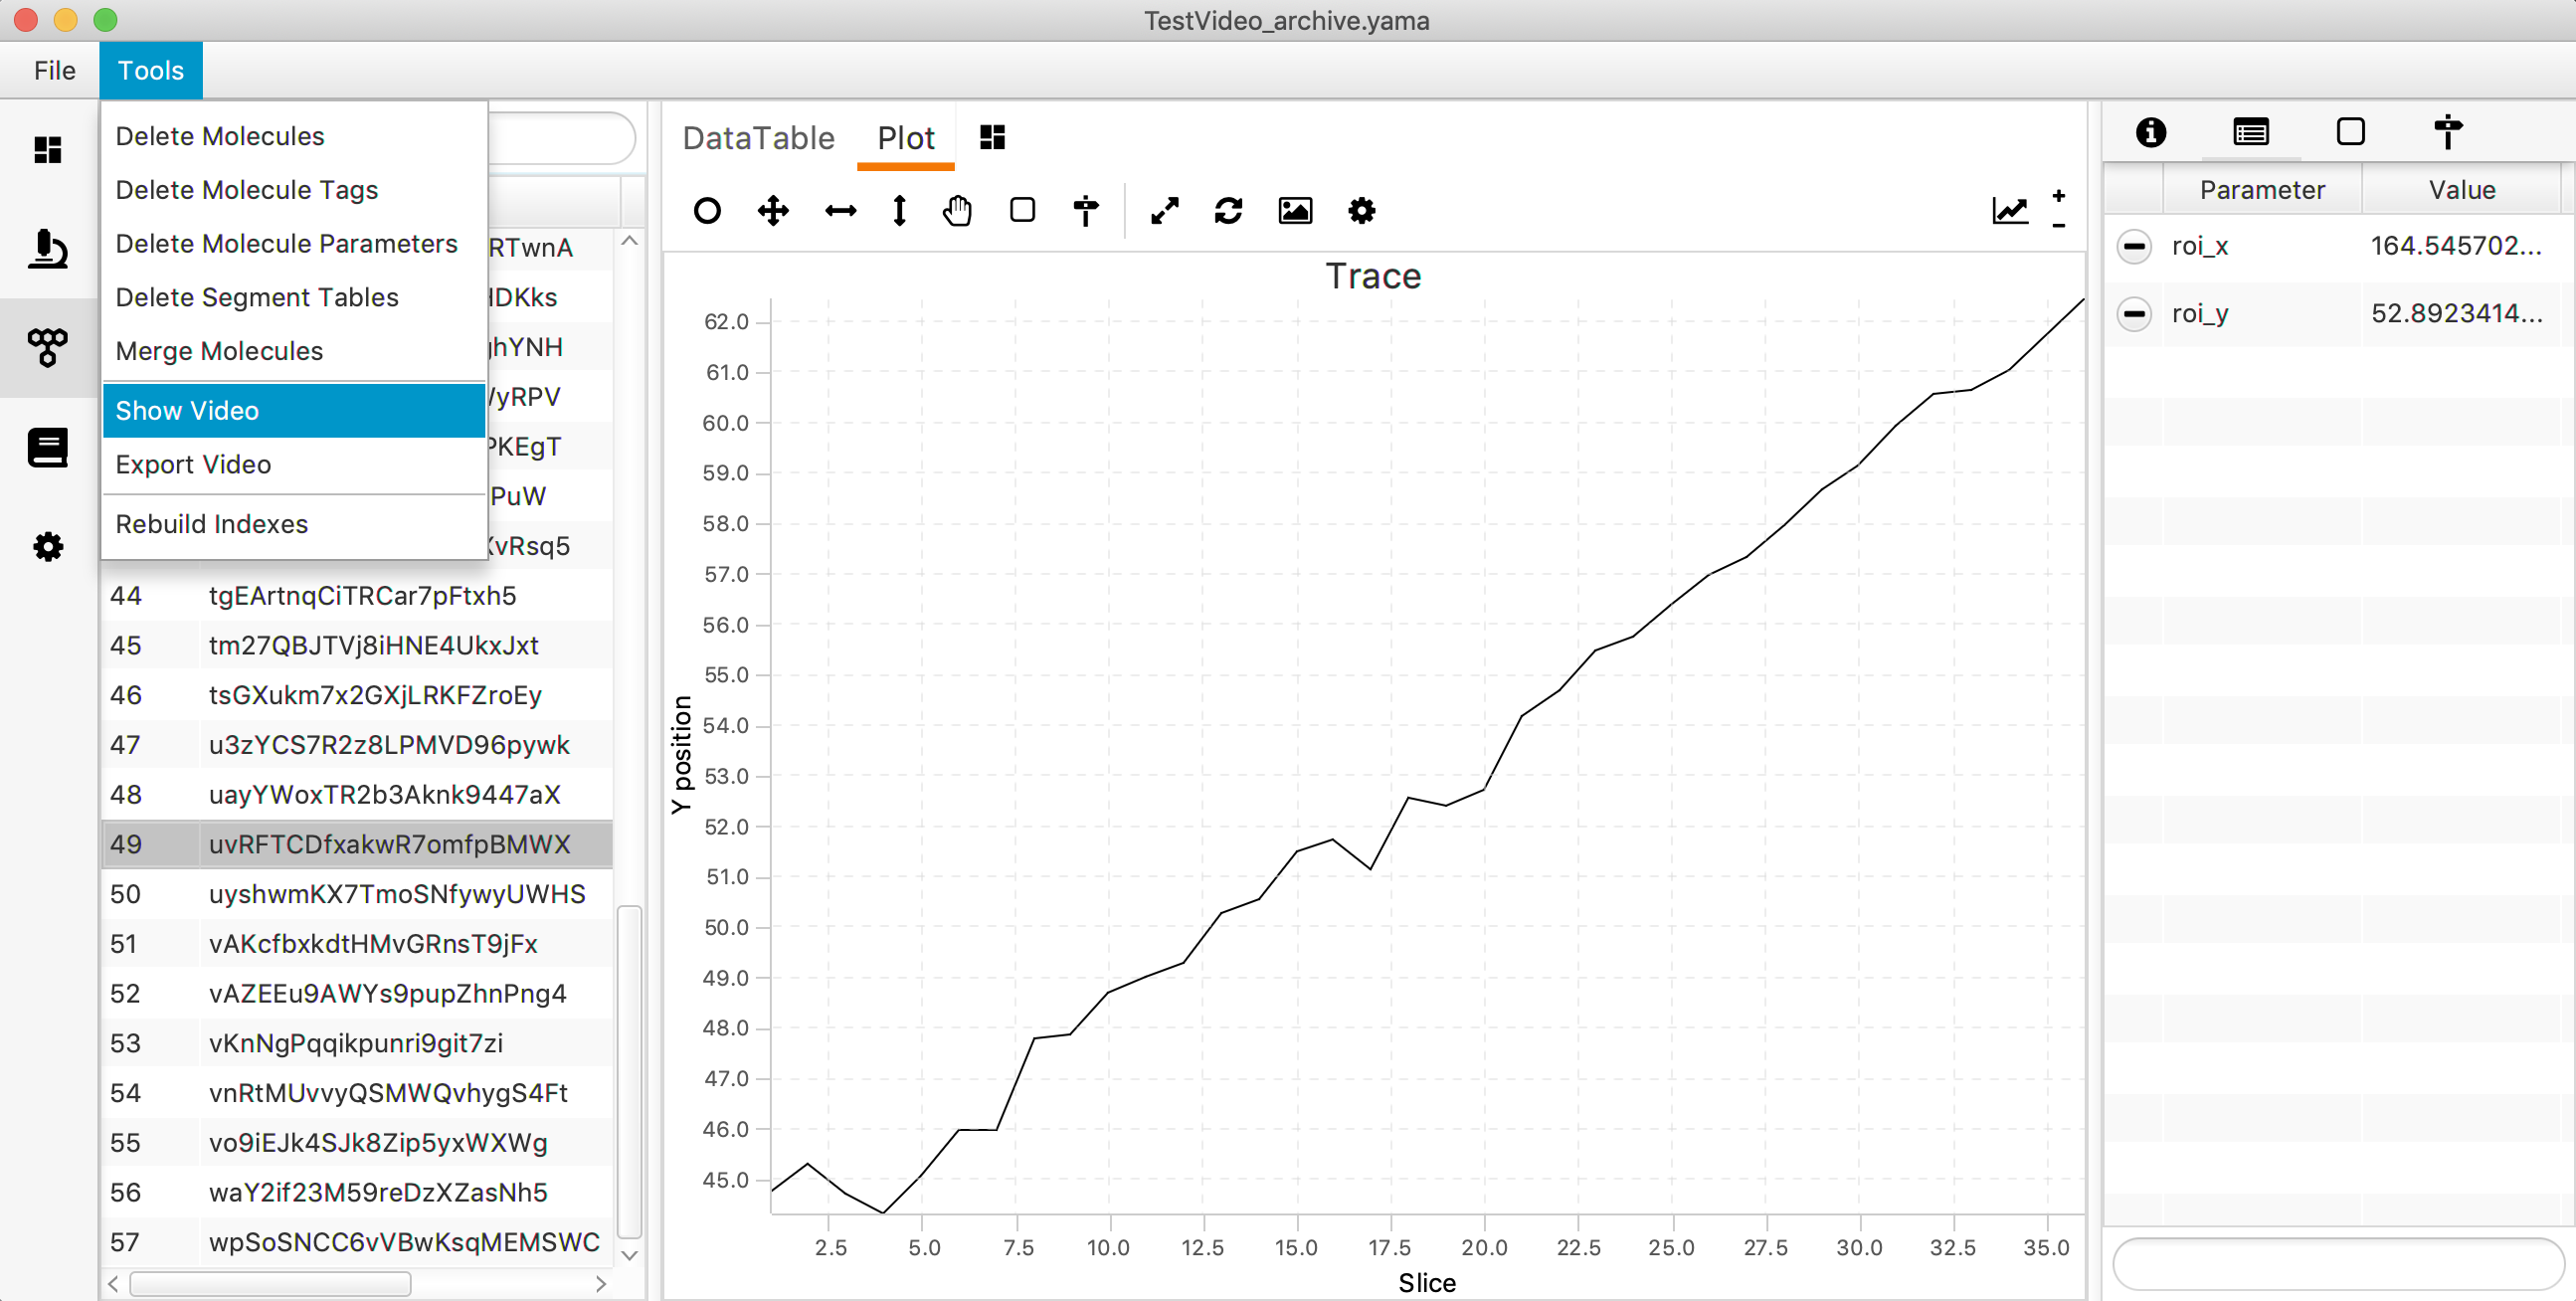 TestVideo_archive.yama
File Tools
Delete Molecules
Delete Molecule Tags
Delete Molecule Parameters
Delete Segment Tables
Merge Molecules
Show Video
Export Video
Rebuild Indexes
RTwnA
DKks
hYNH
yRPV
KEgT
PuW
vRsq5
44 tgEArtnqCiTRCar7pFtxh5
45 tm27QBJTVj8iHNE4UkxJxt
46 tsGXukm7x2GXjLRKFZroEy
47 u3zYCS7R2z8LPMVD96pywk
48 uayYWoxTR2b3Aknk9447aX
49 uvRFTCDfxakwR7omfpBMWX
50 uyshwmKX7TmoSNfywyUWHS
51 vAKcfbxkdtHMvGRnsT9jFx
52 vAZEEu9AWYs9pupZhnPng4
53 vKnNgPqqikpunri9git7zi
54 vnRtMUvvyQSMWQvhygS4Ft
55 vo9iEJk4SJk8Zip5yxWXWg
56 waY2if23M59reDzXZasNh5
57 wpSoSNCC6vVBwKsqMEMSWC
DataTable Plot
Trace
62.0
61.0
60.0
59.0
58.0
57.0
56.0
55.0
54.0
53.0
52.0
51.0
50.0
49.0
48.0
47.0
46.0
45.0
Y position
2.5 5.0 7.5 10.0 12.5 15.0 17.5 20.0 22.5 25.0 27.5 30.0 32.5 35.0
Slice
Parameter Value
roi_x 164.545702...
roi_y 52.8923414...